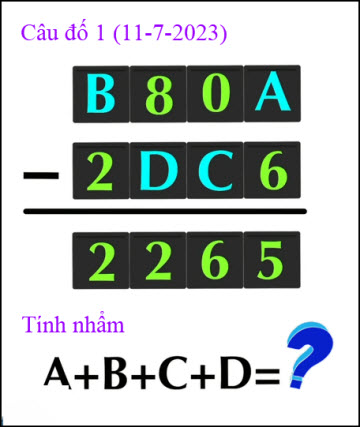 Câu đố 1 (11-7-2023)
B80A
− 2DC6
2265
Tính nhẩm
A+B+C+D=?